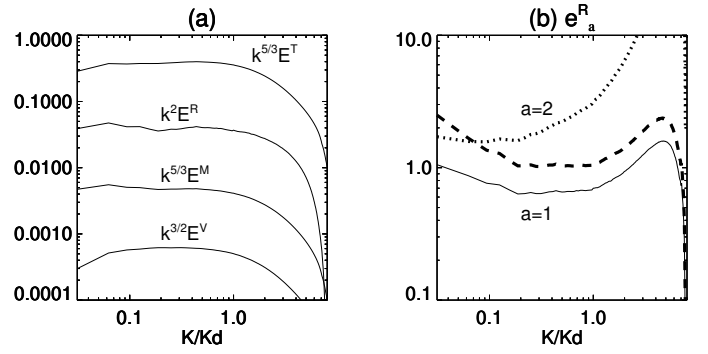 (a)
1.0000
0.1000
0.0100
0.0010
0.0001
k^5/3E^T
k^2E^R
k^5/3E^M
k^3/2E^V
0.1
1.0
K/Kd
(b) e^R_a
10.0
1.0
0.1
a=2
a=1
0.1
1.0
K/Kd